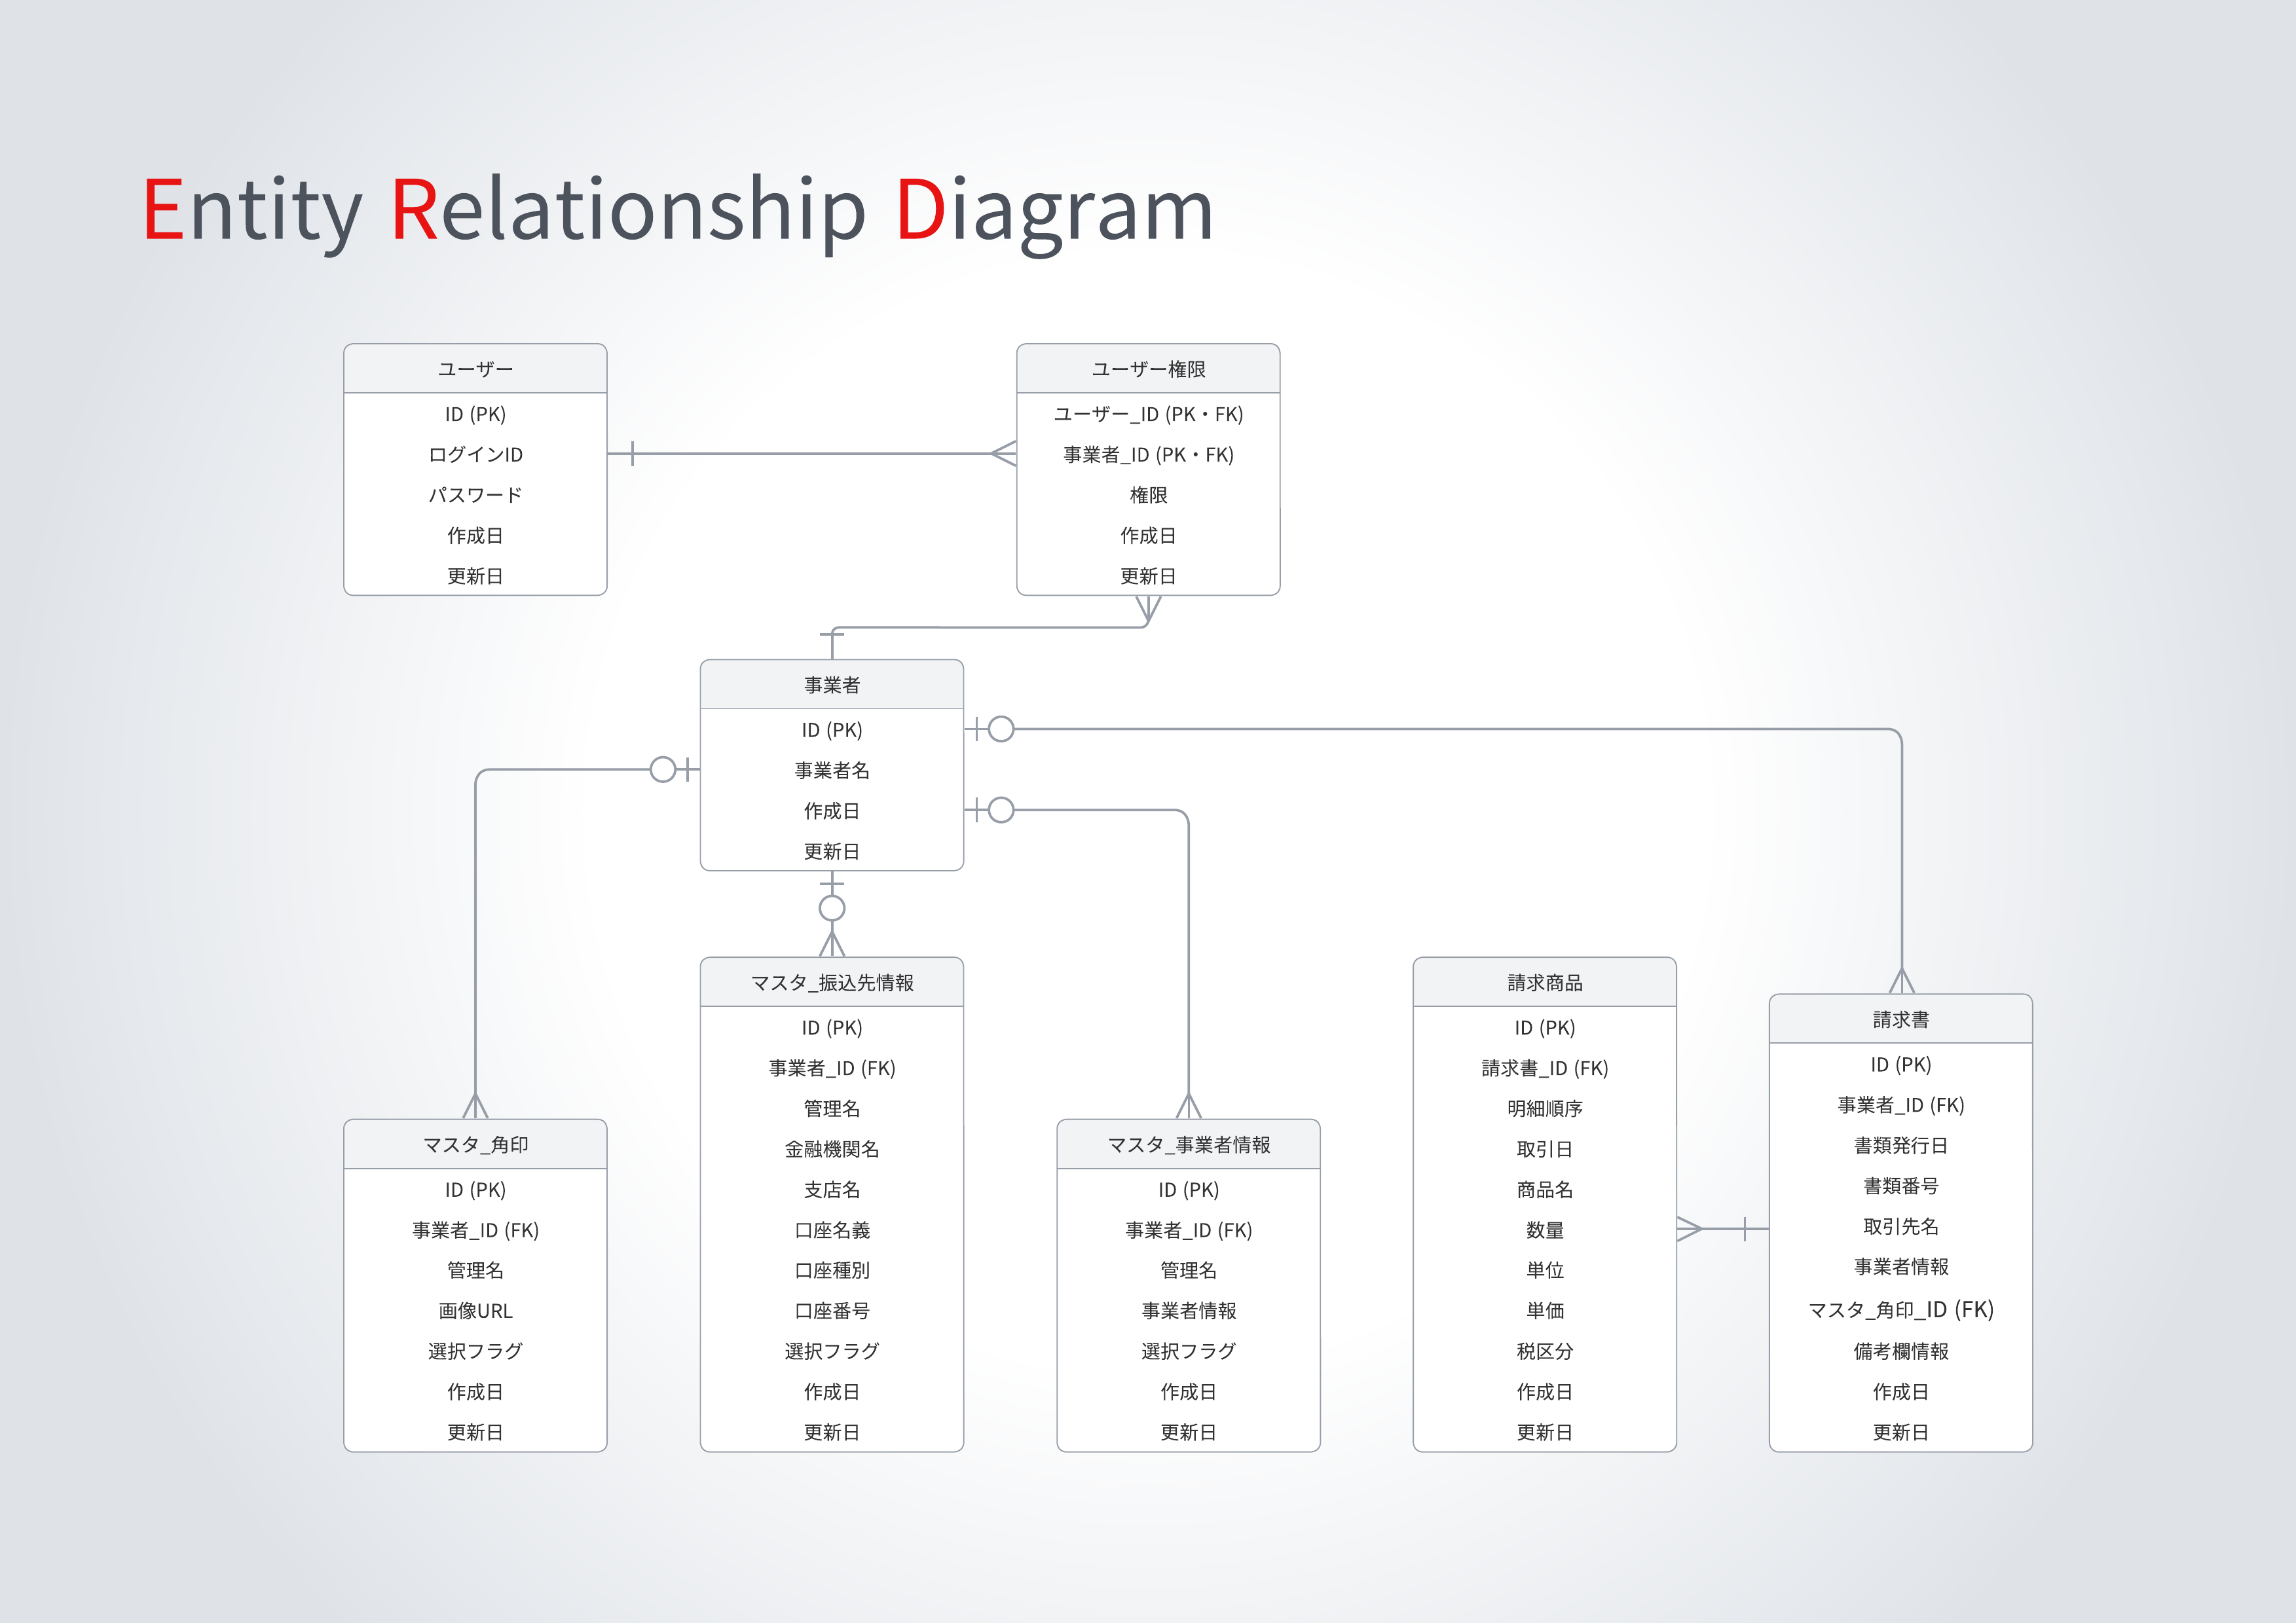 Entity Relationship Diagram
ユーザー
ID (PK)
ログインID
パスワード
作成日
更新日
ユーザー権限
ユーザー_ID (PK・FK)
事業者_ID (PK・FK)
権限
作成日
更新日
事業者
ID (PK)
事業者名
作成日
更新日
マスタ_角印
ID (PK)
事業者_ID (FK)
管理名
画像URL
選択フラグ
作成日
更新日
マスタ_振込先情報
ID (PK)
事業者_ID (FK)
管理名
金融機関名
支店名
口座名義
口座種別
口座番号
選択フラグ
作成日
更新日
マスタ_事業者情報
ID (PK)
事業者_ID (FK)
管理名
事業者情報
選択フラグ
作成日
更新日
請求商品
ID (PK)
請求書_ID (FK)
明細順序
取引日
商品名
数量
単位
単価
税区分
作成日
更新日
請求書
ID (PK)
事業者_ID (FK)
書類発行日
書類番号
取引先名
事業者情報
マスタ_角印_ID (FK)
備考欄情報
作成日
更新日